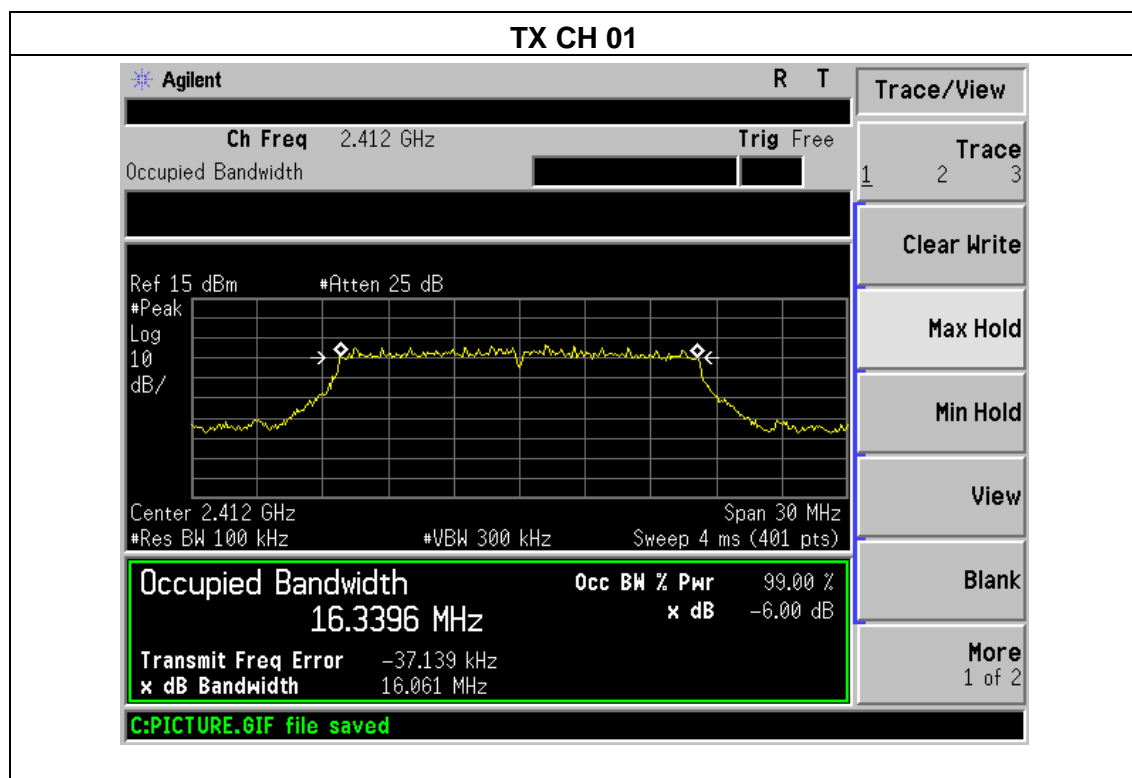 TX CH 01
Agilent R T
Trace/View
Ch Freq 2.412 GHz Trig Free
Occupied Bandwidth
Trace
1 2 3
Clear Write
Ref 15 dBm #Atten 25 dB
#Peak
Log
10
dB/
Max Hold
Min Hold
View
Center 2.412 GHz Span 30 MHz
#Res BW 100 kHz #VBW 300 kHz Sweep 4 ms (401 pts)
Occupied Bandwidth Occ BW % Pwr 99.00 %
16.3396 MHz x dB -6.00 dB
Blank
Transmit Freq Error -37.139 kHz
x dB Bandwidth 16.061 MHz
More
1 of 2
C:PICTURE.GIF file saved